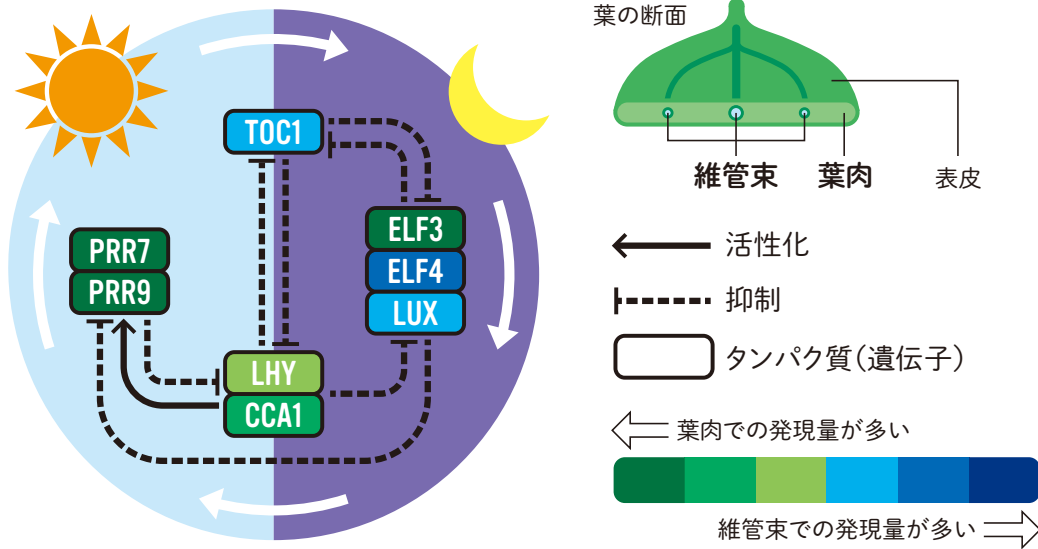 TOC1
PRR7
PRR9
ELF3
ELF4
LUX
LHY
CCA1
葉の断面
維管束 葉肉 表皮
活性化
抑制
タンパク質(遺伝子)
葉肉での発現量が多い
維管束での発現量が多い